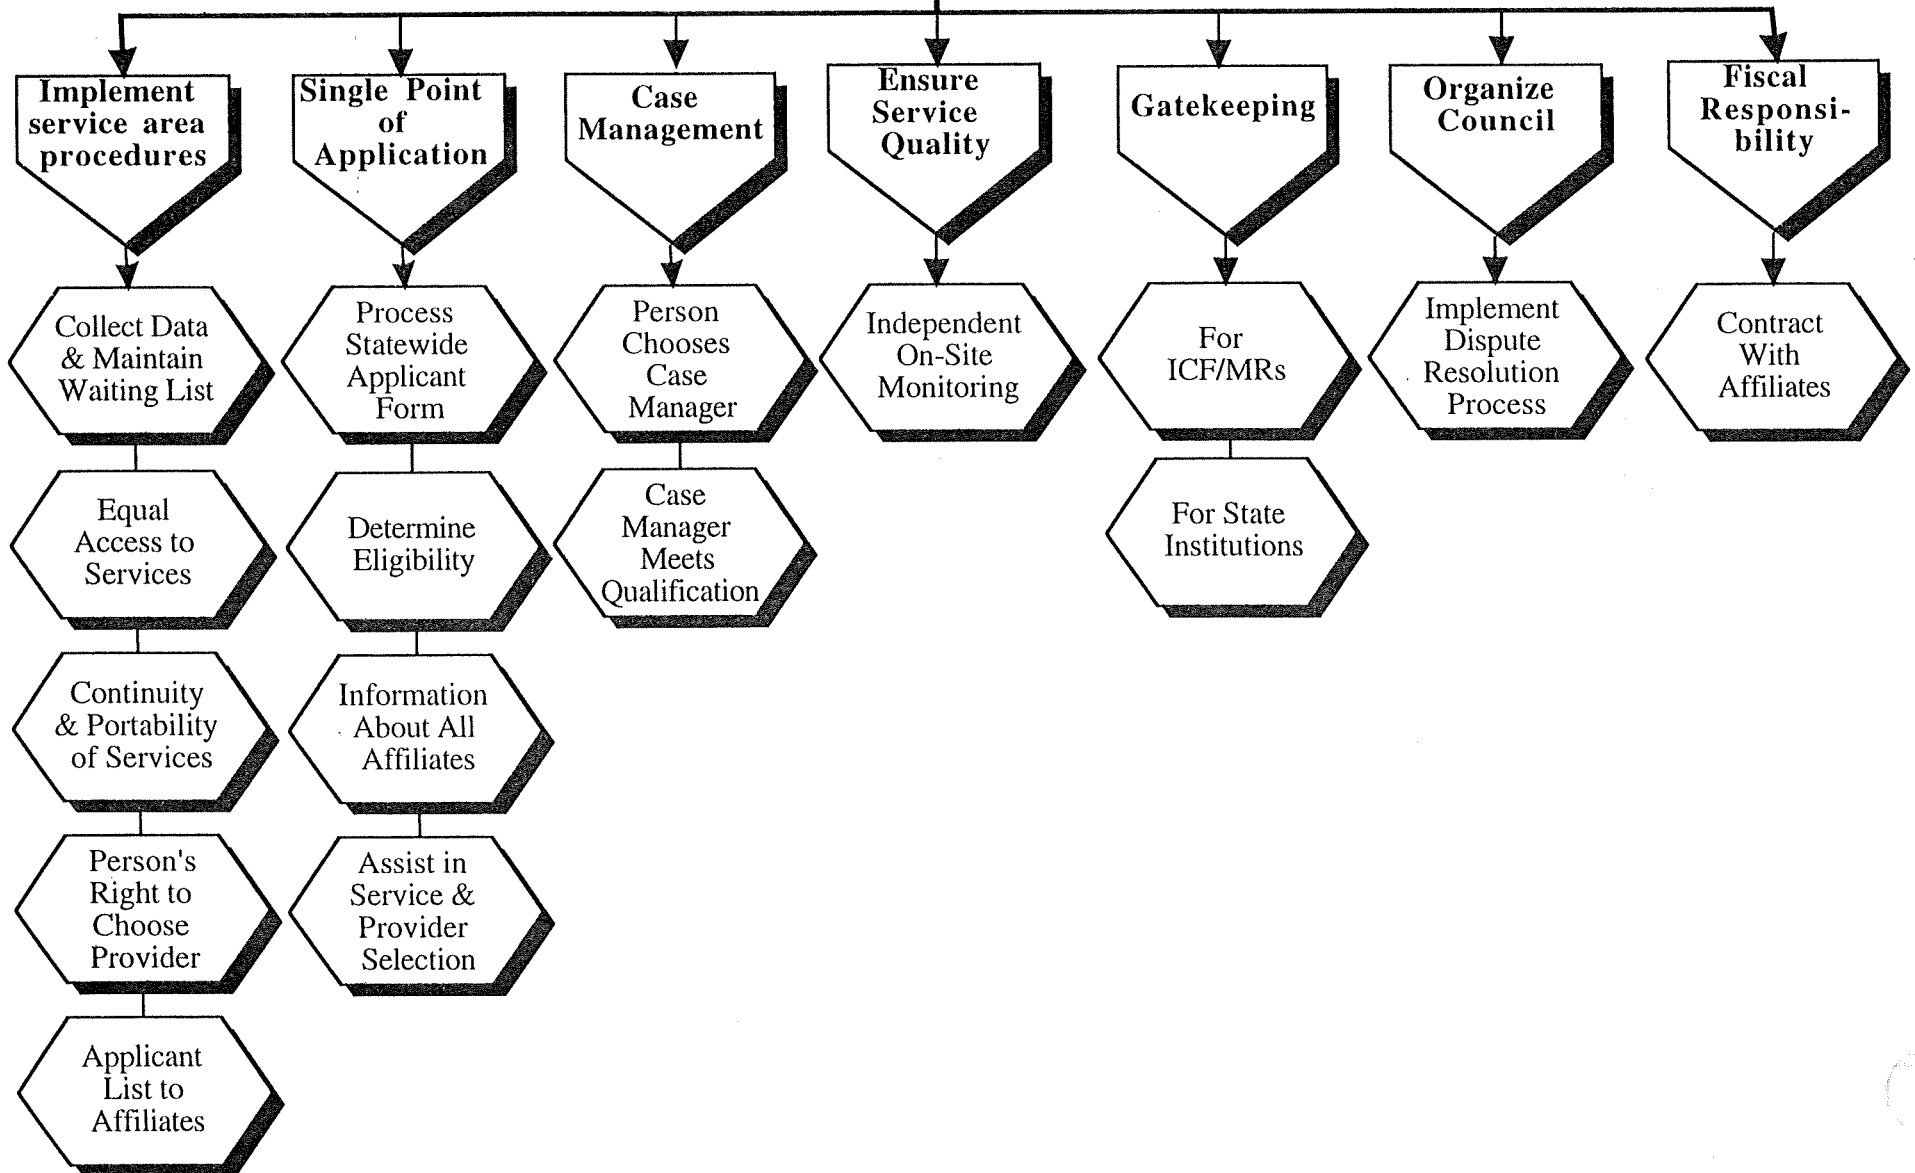 Implement
service area
procedures
Single Point
of
Application
Case
Management
Ensure
Service
Quality
Gatekeeping
Organize
Council
Fiscal
Responsi-
bility
Collect Data
& Maintain
Waiting List
Equal
Access to
Services
Continuity
& Portability
of Services
Person's
Right to
Choose
Provider
Applicant
List to
Affiliates
Process
Statewide
Applicant
Form
Determine
Eligibility
Information
About All
Affiliates
Assist in
Service &
Provider
Selection
Person
Chooses
Case
Manager
Case
Manager
Meets
Qualification
Independent
On-Site
Monitoring
For
ICF/MRs
For State
Institutions
Implement
Dispute
Resolution
Process
Contract
With
Affiliates